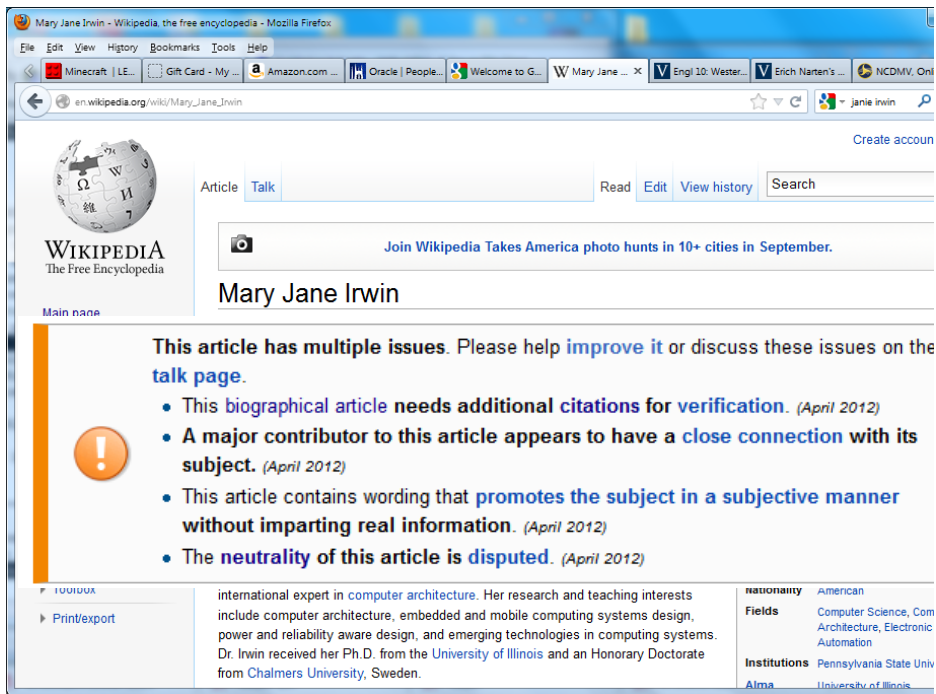 Mary Jane Irwin - Wikipedia, the free encyclopedia - Mozilla Firefox
File Edit View History Bookmarks Tools Help
Minecraft | LE... Gift Card - My ... Amazon.com ... Oracle | People... Welcome to G... Mary Jane ... × Engl 10: Wester... Erich Narten's ... NCDMV, Onl
en.wikipedia.org/wiki/Mary_Jane_Irwin janie irwin
Create accoun
Article Talk Read Edit View history Search
WIKIPEDIA
The Free Encyclopedia
Join Wikipedia Takes America photo hunts in 10+ cities in September.
Mary Jane Irwin
Main page
This article has multiple issues. Please help improve it or discuss these issues on the
talk page.
• This biographical article needs additional citations for verification. (April 2012)
• A major contributor to this article appears to have a close connection with its
subject. (April 2012)
• This article contains wording that promotes the subject in a subjective manner
without imparting real information. (April 2012)
• The neutrality of this article is disputed. (April 2012)
Toolbox
Print/export
international expert in computer architecture. Her research and teaching interests
include computer architecture, embedded and mobile computing systems design,
power and reliability aware design, and emerging technologies in computing systems.
Dr. Irwin received her Ph.D. from the University of Illinois and an Honorary Doctorate
from Chalmers University, Sweden.
Nationality American
Fields Computer Science, Com
Architecture, Electronic
Automation
Institutions Pennsylvania State Univ
Alma University of Illinois